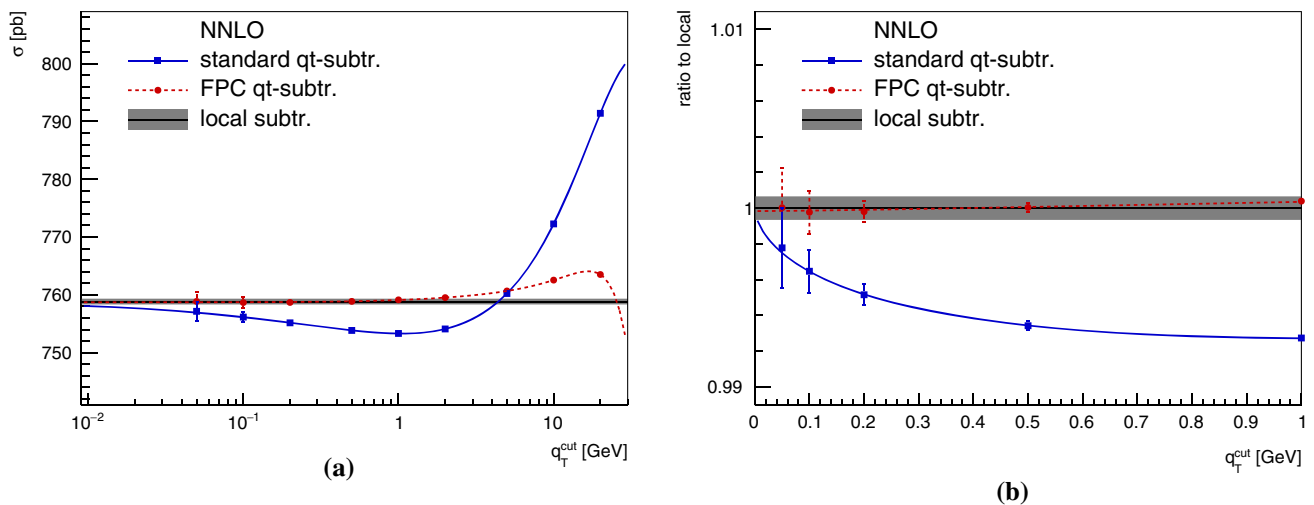 σ [pb]
800
790
780
770
760
750
NNLO
standard qt-subtr.
FPC qt-subtr.
local subtr.
10⁻²
10⁻¹
1
10
q_T^cut [GeV]
(a)
ratio to local
1.01
1
0.99
NNLO
standard qt-subtr.
FPC qt-subtr.
local subtr.
0 0.1 0.2 0.3 0.4 0.5 0.6 0.7 0.8 0.9 1
q_T^cut [GeV]
(b)